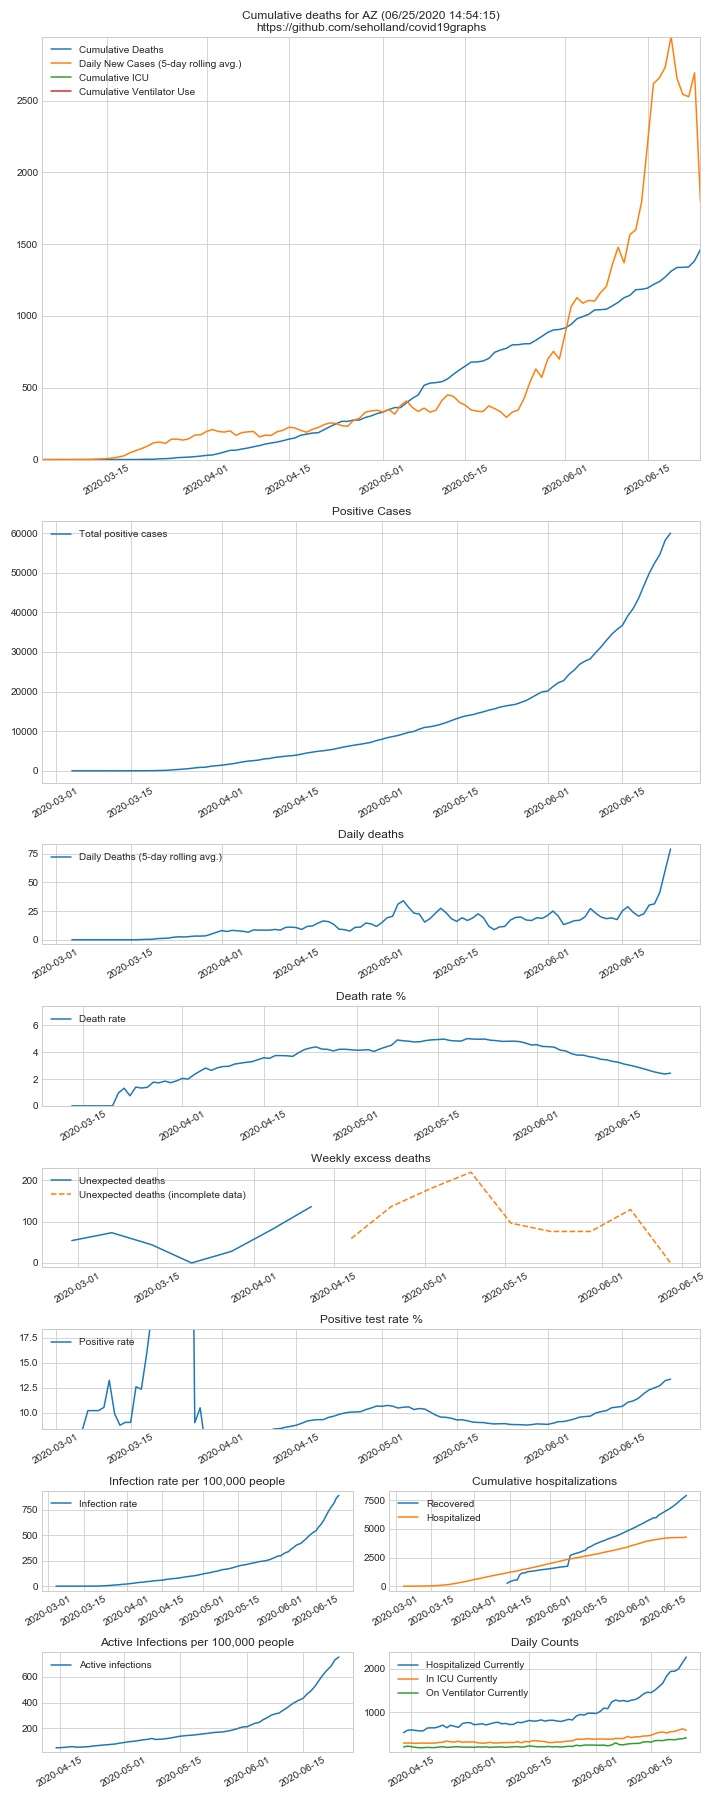 Cumulative deaths for AZ (06/25/2020 14:54:15)
https://github.com/seholland/covid19graphs
Cumulative Deaths
Daily New Cases (5-day rolling avg.)
Cumulative ICU
Cumulative Ventilator Use
2500
2000
1500
1000
500
0
2020-03-15 2020-04-01 2020-04-15 2020-05-01 2020-05-15 2020-06-01 2020-06-15
Positive Cases
Total positive cases
60000
50000
40000
30000
20000
10000
0
2020-03-01 2020-03-15 2020-04-01 2020-04-15 2020-05-01 2020-05-15 2020-06-01 2020-06-15
Daily deaths
Daily Deaths (5-day rolling avg.)
75
50
25
0
2020-03-01 2020-03-15 2020-04-01 2020-04-15 2020-05-01 2020-05-15 2020-06-01 2020-06-15
Death rate %
Death rate
6
4
2
0
2020-03-15 2020-04-01 2020-04-15 2020-05-01 2020-05-15 2020-06-01 2020-06-15
Weekly excess deaths
Unexpected deaths
Unexpected deaths (incomplete data)
200
100
0
2020-03-01 2020-03-15 2020-04-01 2020-04-15 2020-05-01 2020-05-15 2020-06-01 2020-06-15
Positive test rate %
Positive rate
17.5
15.0
12.5
10.0
2020-03-01 2020-03-15 2020-04-01 2020-04-15 2020-05-01 2020-05-15 2020-06-01 2020-06-15
Infection rate per 100,000 people
Infection rate
750
500
250
0
2020-03-01 2020-03-15 2020-04-01 2020-04-15 2020-05-01 2020-05-15 2020-06-01 2020-06-15
Cumulative hospitalizations
Recovered
Hospitalized
7500
5000
2500
0
2020-03-01 2020-03-15 2020-04-01 2020-04-15 2020-05-01 2020-05-15 2020-06-01 2020-06-15
Active Infections per 100,000 people
Active infections
600
400
200
2020-04-15 2020-05-01 2020-05-15 2020-06-01 2020-06-15
Daily Counts
Hospitalized Currently
In ICU Currently
On Ventilator Currently
2000
1000
2020-04-15 2020-05-01 2020-05-15 2020-06-01 2020-06-15